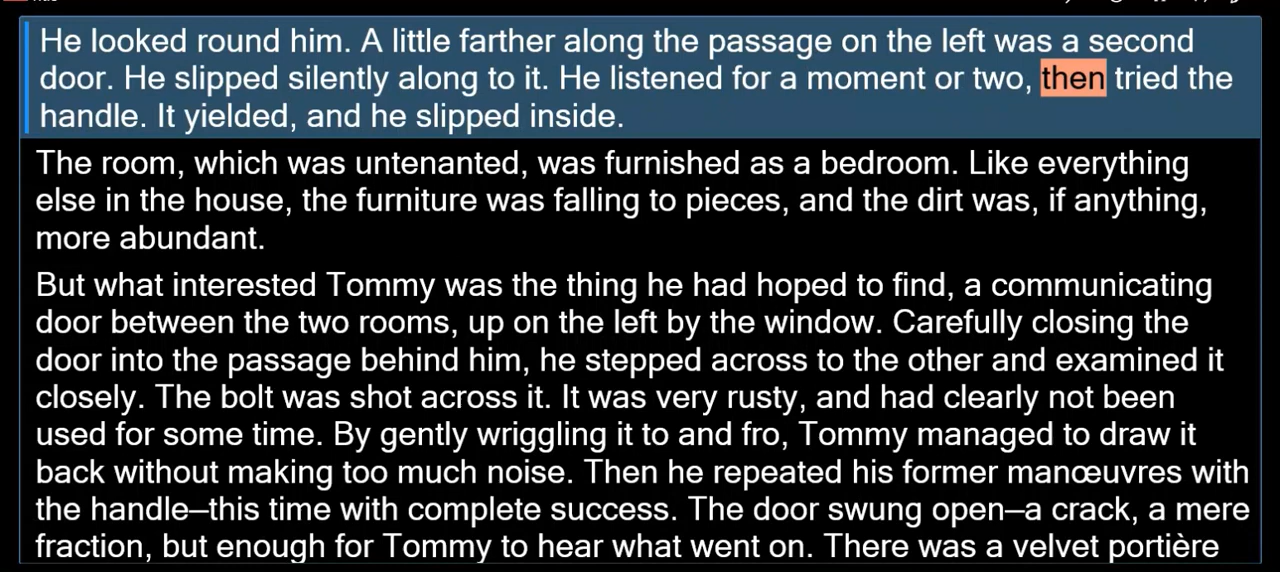 He looked round him. A little farther along the passage on the left was a second
door. He slipped silently along to it. He listened for a moment or two, then tried the
handle. It yielded, and he slipped inside.
The room, which was untenanted, was furnished as a bedroom. Like everything
else in the house, the furniture was falling to pieces, and the dirt was, if anything,
more abundant.
But what interested Tommy was the thing he had hoped to find, a communicating
door between the two rooms, up on the left by the window. Carefully closing the
door into the passage behind him, he stepped across to the other and examined it
closely. The bolt was shot across it. It was very rusty, and had clearly not been
used for some time. By gently wriggling it to and fro, Tommy managed to draw it
back without making too much noise. Then he repeated his former manœuvres with
the handle—this time with complete success. The door swung open—a crack, a mere
fraction, but enough for Tommy to hear what went on. There was a velvet portière